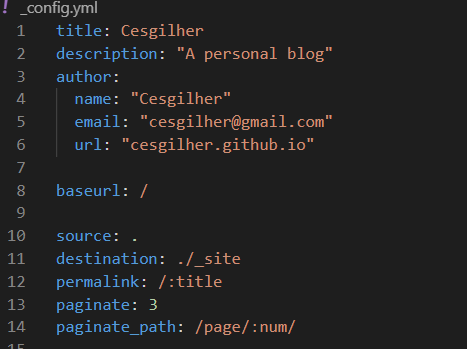 ! _config.yml
1 title: Cesgilher
2 description: "A personal blog"
3 author:
4 name: "Cesgilher"
5 email: "cesgilher@gmail.com"
6 url: "cesgilher.github.io"
7
8 baseurl: /
9
10 source: .
11 destination: ./_site
12 permalink: /:title
13 paginate: 3
14 paginate_path: /page/:num/
15